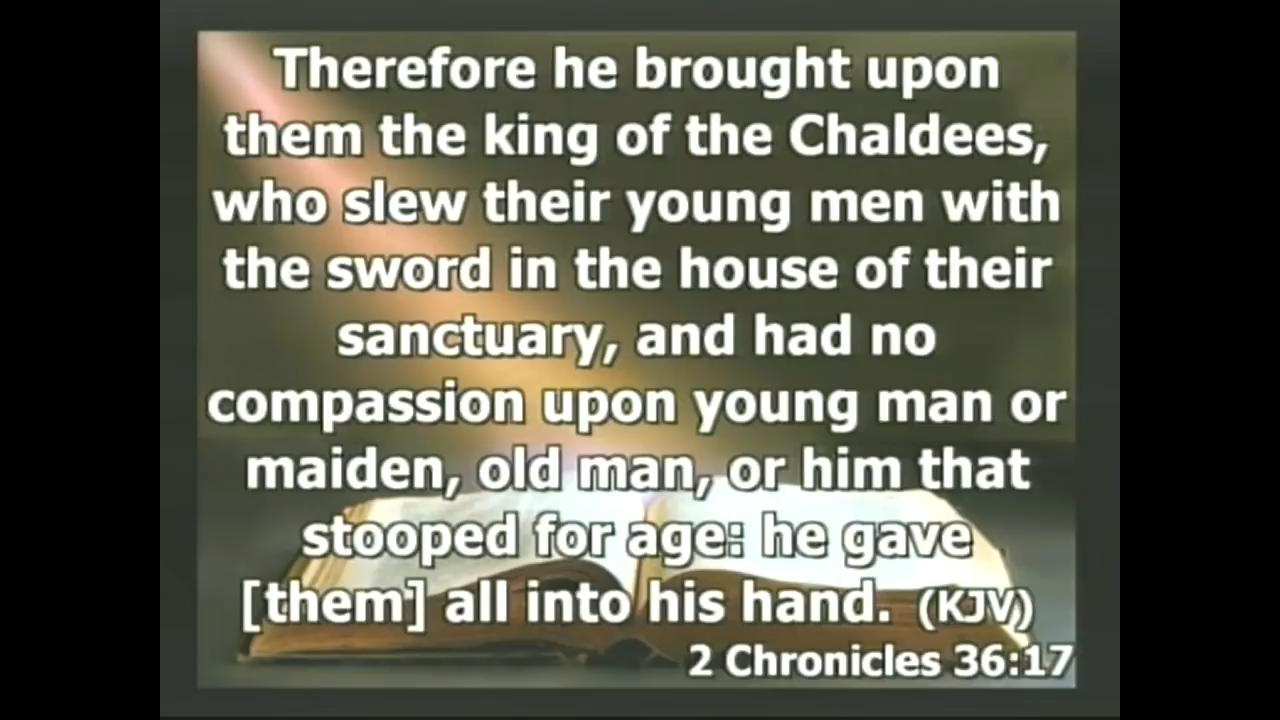 Therefore he brought upon
them the king of the Chaldees,
who slew their young men with
the sword in the house of their
sanctuary, and had no
compassion upon young man or
maiden, old man, or him that
stooped for age: he gave
[them] all into his hand. (KJV)
2 Chronicles 36:17